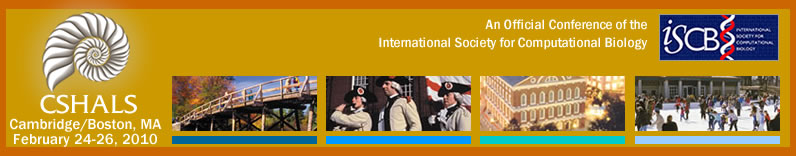 CSHALS
Cambridge/Boston, MA
February 24-26, 2010
An Official Conference of the
International Society for Computational Biology
iSCB
INTERNATIONAL
SOCIETY FOR
COMPUTATIONAL
BIOLOGY